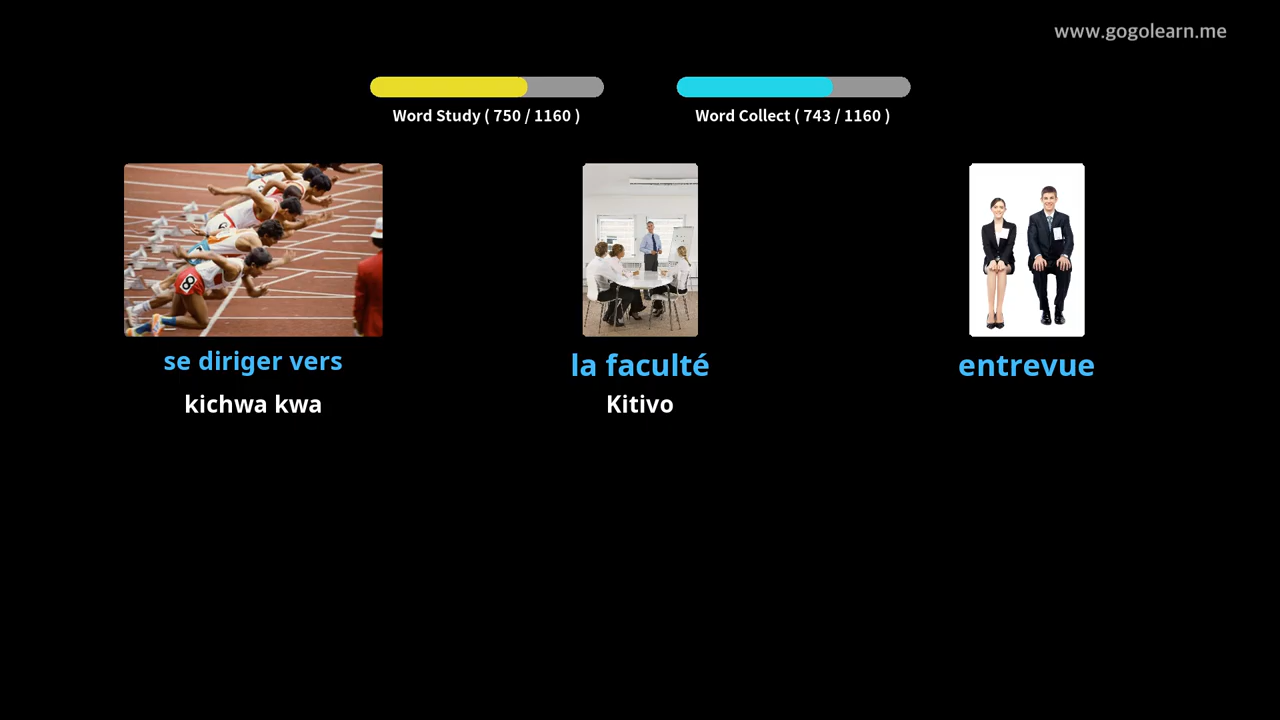 www.gogolearn.me
Word Study ( 750 / 1160 )
Word Collect ( 743 / 1160 )
se diriger vers
kichwa kwa
la faculté
Kitivo
entrevue